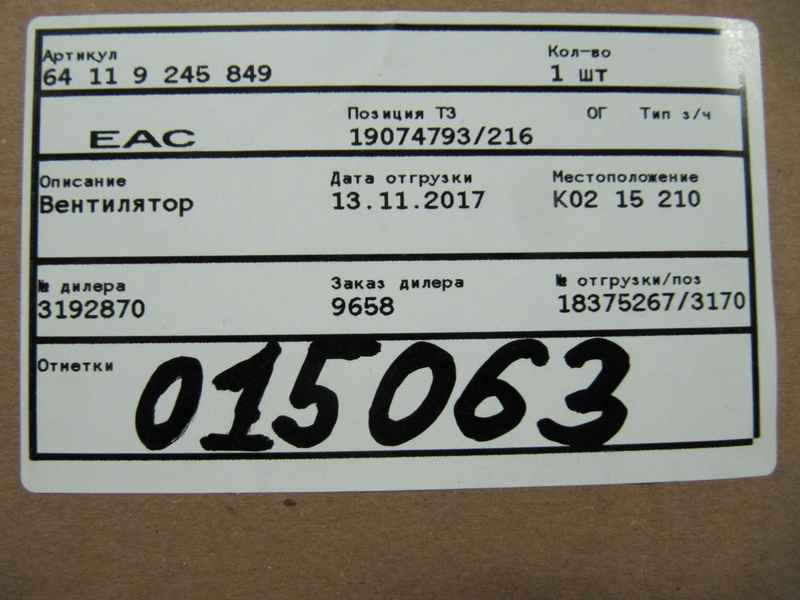 Артикул Кол-во
64 11 9 245 849 1 шт
Позиция ТЗ ОГ Тип з/ч
EAC 19074793/216
Описание Дата отгрузки Местоположение
Вентилятор 13.11.2017 K02 15 210
№ дилера Заказ дилера № отгрузки/поз
3192870 9658 18375267/3170
Отметки
015063